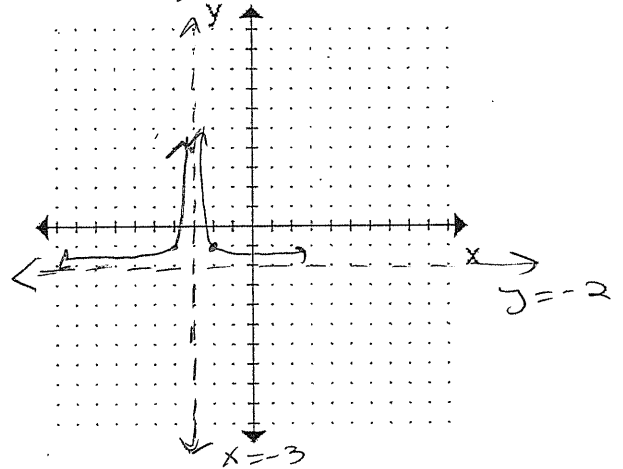 y
x
y = -2
x = -3